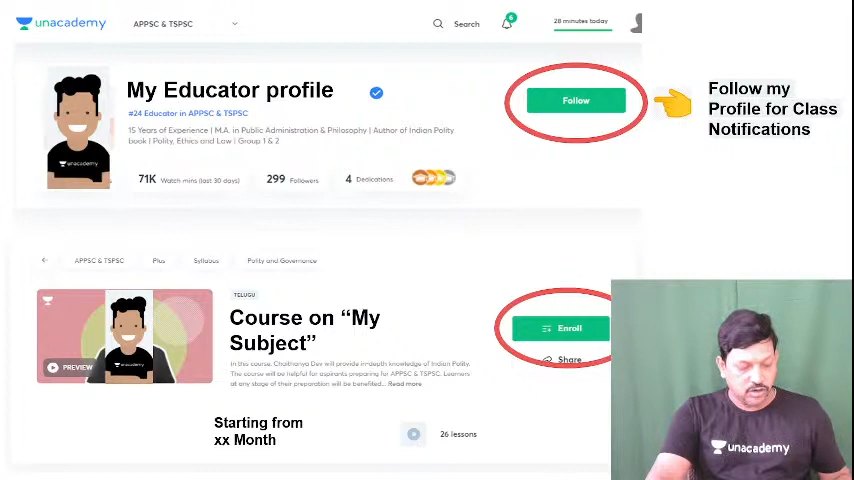 unacademy
APPSC & TSPSC
Search
6
28 minutes today
My Educator profile
#24 Educator in APPSC & TSPSC
15 Years of Experience | M.A. in Public Administration & Philosophy | Author of Indian Polity
book | Polity, Ethics and Law | Group 1 & 2
71K Watch mins (last 30 days)
299 Followers
4 Dedications
Follow
Follow my
Profile for Class
Notifications
unacademy
APPSC & TSPSC
Plus
Syllabus
Polity and Governance
TELUGU
Course on “My
Subject”
In this course, Chaithanya Dev will provide in-depth knowledge of Indian Polity.
The course will be helpful for aspirants preparing for APPSC & TSPSC. Learners
at any stage of their preparation will be benefited... Read more
PREVIEW
unacademy
Enroll
Share
Starting from
xx Month
26 lessons
unacademy